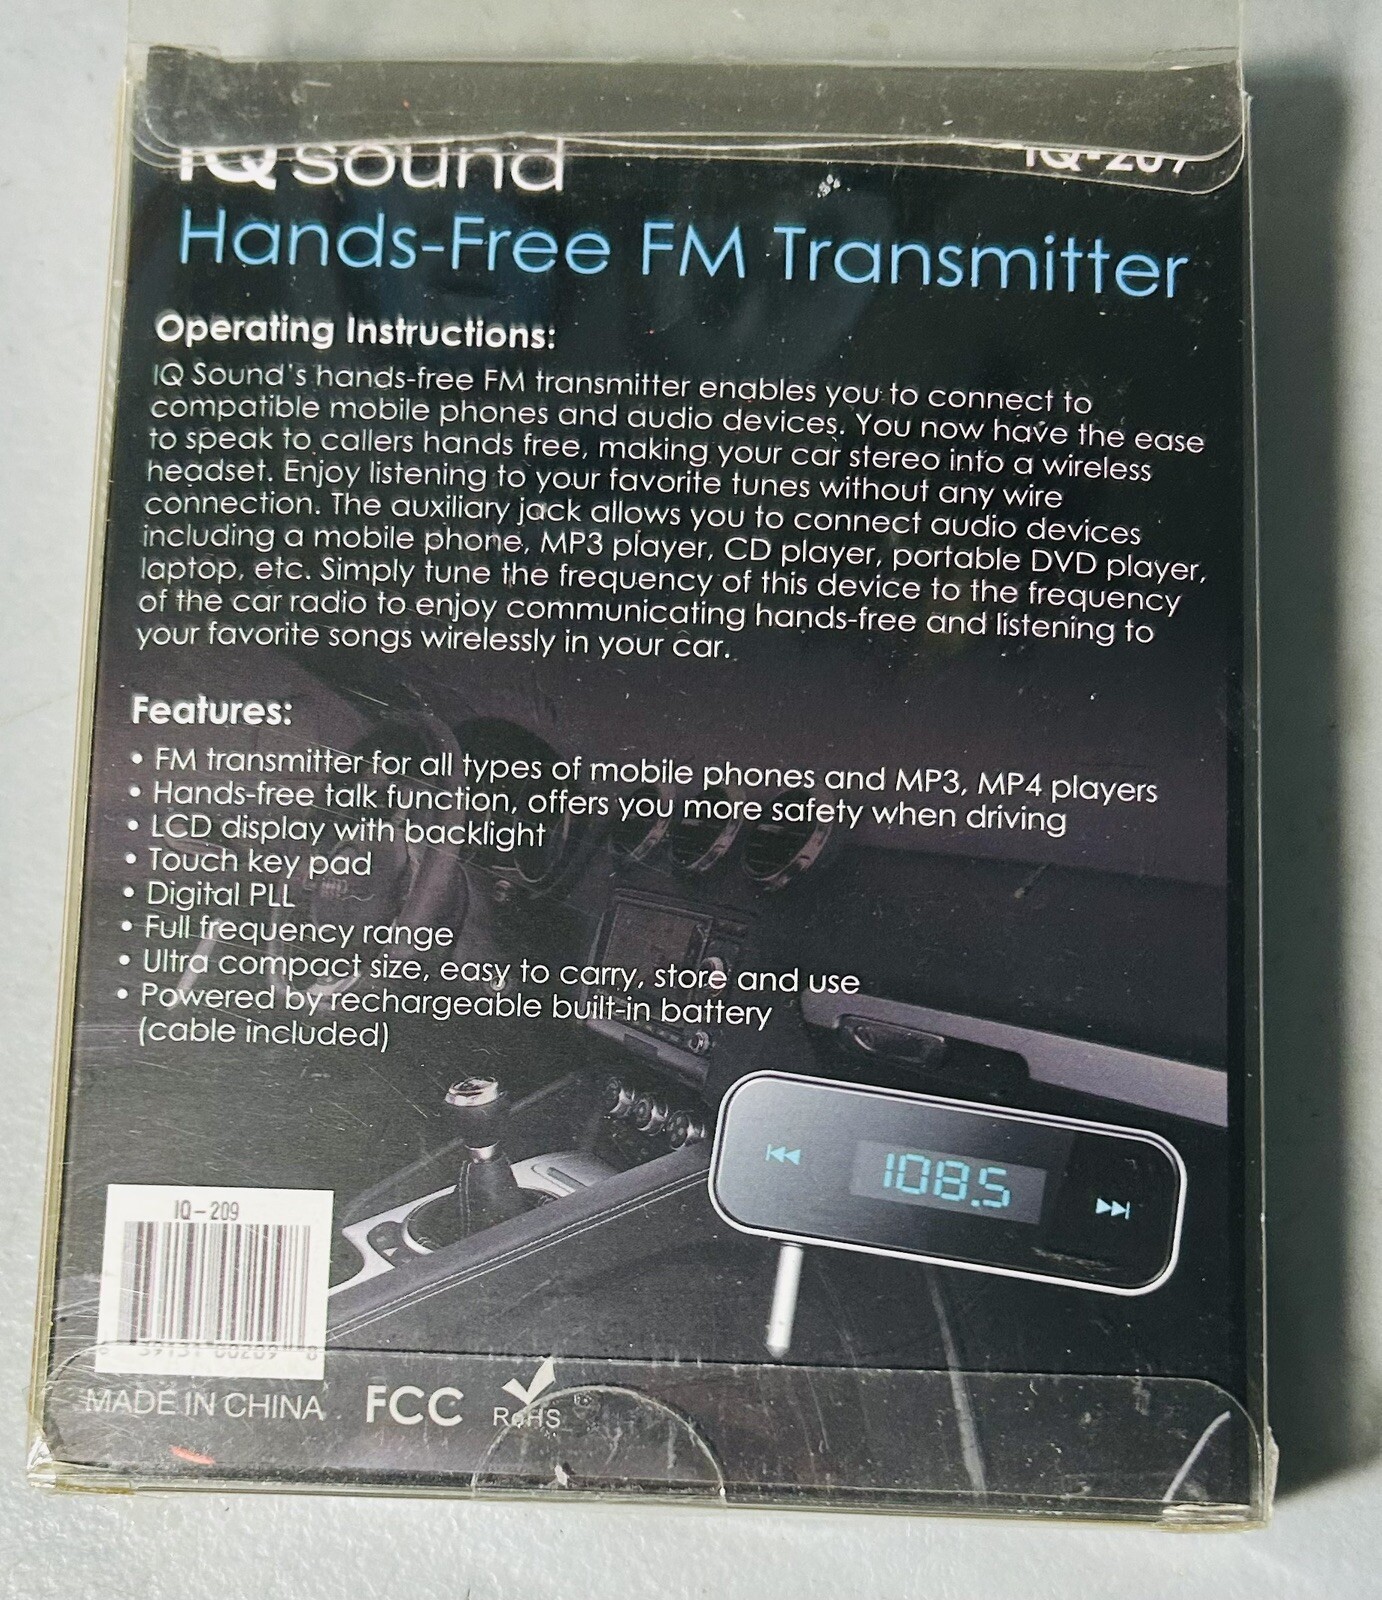 IQ sound
IQ-209
Hands-Free FM Transmitter
Operating Instructions:
IQ Sound's hands-free FM transmitter enables you to connect to
compatible mobile phones and audio devices. You now have the ease
to speak to callers hands free, making your car stereo into a wireless
headset. Enjoy listening to your favorite tunes without any wire
connection. The auxiliary jack allows you to connect audio devices
including a mobile phone, MP3 player, CD player, portable DVD player,
laptop, etc. Simply tune the frequency of this device to the frequency
of the car radio to enjoy communicating hands-free and listening to
your favorite songs wirelessly in your car.
Features:
• FM transmitter for all types of mobile phones and MP3, MP4 players
• Hands-free talk function, offers you more safety when driving
• LCD display with backlight
• Touch key pad
• Digital PLL
• Full frequency range
• Ultra compact size, easy to carry, store and use
• Powered by rechargeable built-in battery
(cable included)
108.5
IQ-209
6 39131 00209 8
MADE IN CHINA FCC RoHS